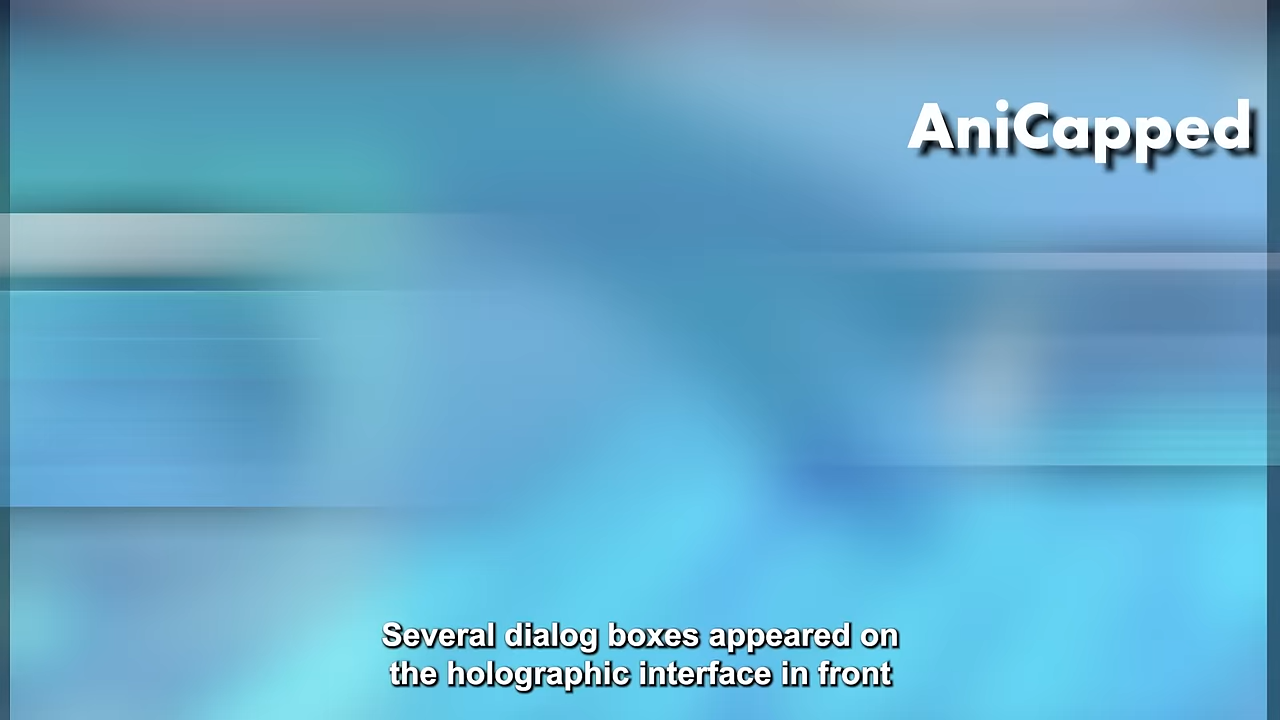 AniCapped
Several dialog boxes appeared on
the holographic interface in front